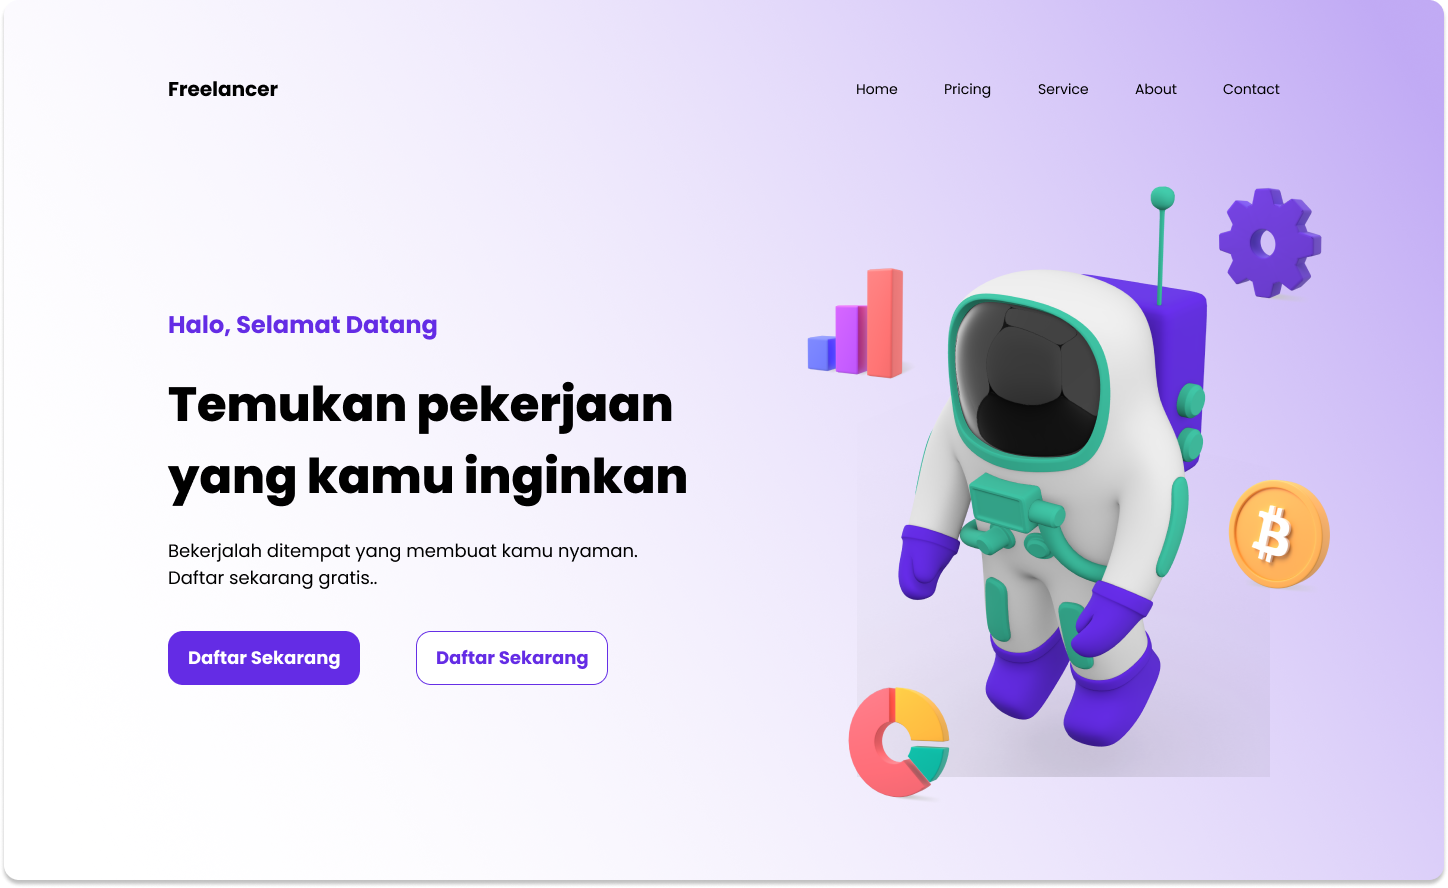 Freelancer
Home Pricing Service About Contact
Halo, Selamat Datang
Temukan pekerjaan
yang kamu inginkan
Bekerjalah ditempat yang membuat kamu nyaman.
Daftar sekarang gratis..
Daftar Sekarang
Daftar Sekarang